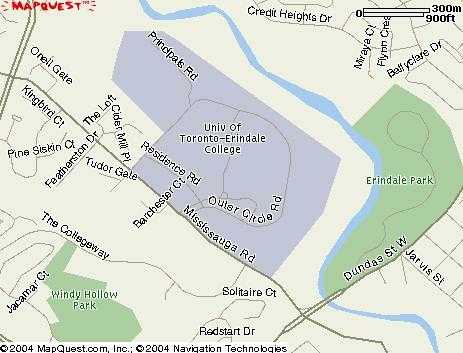 MAPQUEST
Credit Heights Dr
300m
900ft
Miraya Ct
Flynn Cres
Ballyclare Dr
Principals Rd
Oneil Gate
Kingbird Ct
The Loft
Cider Mill Pl
Featherston Dr
Pine Siskin Ct
Tudor Gate
Residence Rd
Barchester Ct
Univ Of
Toronto-Erindale
College
Outer Circle Rd
Mississauga Rd
Erindale Park
Dundas St W
Jarvis St
The Collegeway
Jacamar Ct
Windy Hollow
Park
Solitaire Ct
Redstart Dr
©2004 MapQuest.com, Inc.; ©2004 Navigation Technologies